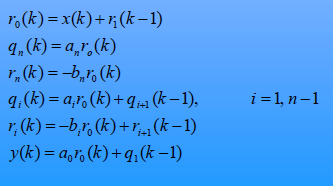 r₀(k) = x(k) + r₁(k−1)
qₙ(k) = aₙrₒ(k)
rₙ(k) = −bₙr₀(k)
qᵢ(k) = aᵢr₀(k) + qᵢ₊₁(k−1), i = 1, n−1
rᵢ(k) = −bᵢr₀(k) + rᵢ₊₁(k−1)
y(k) = a₀r₀(k) + q₁(k−1)